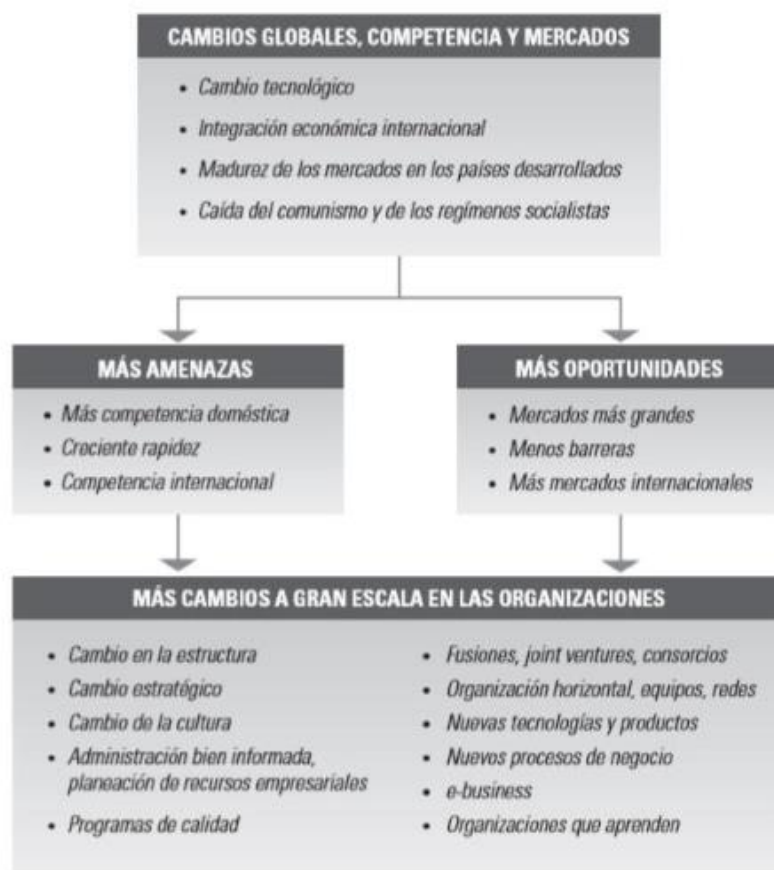 CAMBIOS GLOBALES, COMPETENCIA Y MERCADOS
• Cambio tecnológico
• Integración económica internacional
• Madurez de los mercados en los países desarrollados
• Caída del comunismo y de los regímenes socialistas
MÁS AMENAZAS
• Más competencia doméstica
• Creciente rapidez
• Competencia internacional
MÁS OPORTUNIDADES
• Mercados más grandes
• Menos barreras
• Más mercados internacionales
MÁS CAMBIOS A GRAN ESCALA EN LAS ORGANIZACIONES
• Cambio en la estructura
• Cambio estratégico
• Cambio de la cultura
• Administración bien informada,
planeación de recursos empresariales
• Programas de calidad
• Fusiones, joint ventures, consorcios
• Organización horizontal, equipos, redes
• Nuevas tecnologías y productos
• Nuevos procesos de negocio
• e-business
• Organizaciones que aprenden